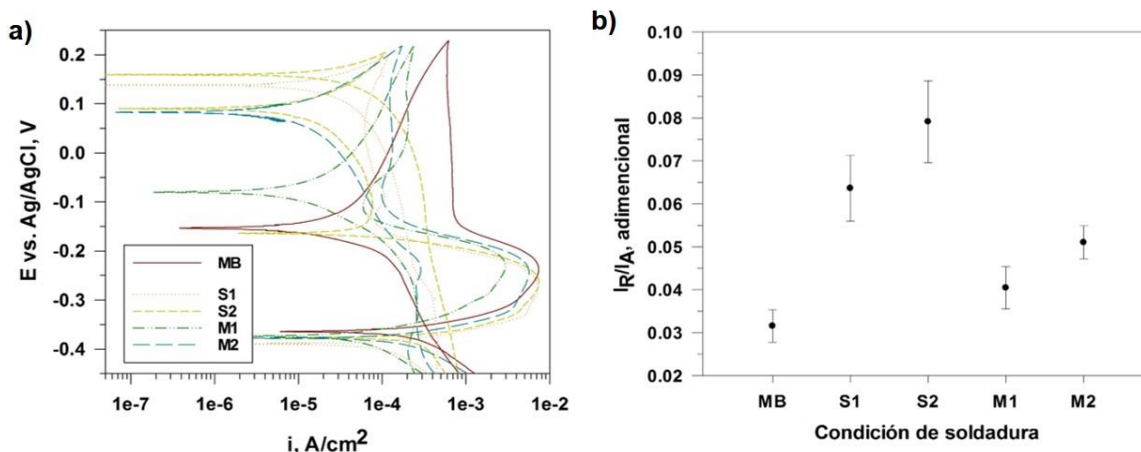 a)
E vs. Ag/AgCl, V
0.2
0.1
0.0
-0.1
-0.2
-0.3
-0.4
MB
S1
S2
M1
M2
1e-7 1e-6 1e-5 1e-4 1e-3 1e-2
i, A/cm²
b)
I_R/I_A, adimencional
0.10
0.09
0.08
0.07
0.06
0.05
0.04
0.03
0.02
MB S1 S2 M1 M2
Condición de soldadura